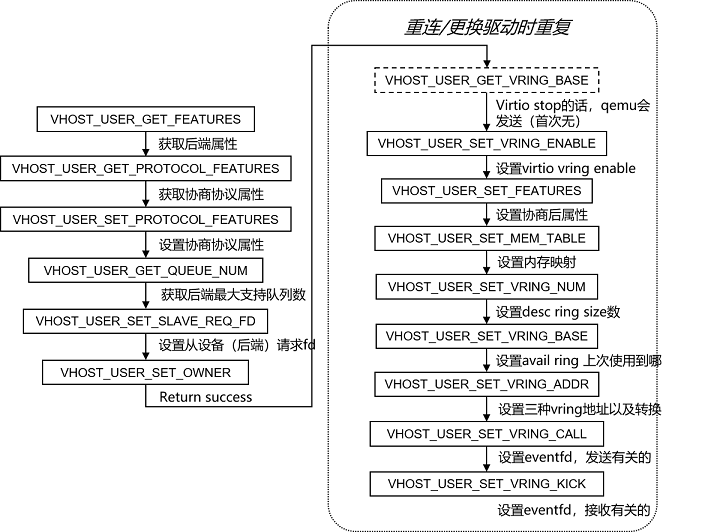 VHOST_USER_GET_FEATURES
获取后端属性
VHOST_USER_GET_PROTOCOL_FEATURES
获取协商协议属性
VHOST_USER_SET_PROTOCOL_FEATURES
设置协商协议属性
VHOST_USER_GET_QUEUE_NUM
获取后端最大支持队列数
VHOST_USER_SET_SLAVE_REQ_FD
设置从设备（后端）请求fd
VHOST_USER_SET_OWNER
Return success
重连/更换驱动时重复
VHOST_USER_GET_VRING_BASE
Virtio stop的话，qemu会
发送（首次无）
VHOST_USER_SET_VRING_ENABLE
设置virtio vring enable
VHOST_USER_SET_FEATURES
设置协商后属性
VHOST_USER_SET_MEM_TABLE
设置内存映射
VHOST_USER_SET_VRING_NUM
设置desc ring size数
VHOST_USER_SET_VRING_BASE
设置avail ring 上次使用到哪
VHOST_USER_SET_VRING_ADDR
设置三种vring地址以及转换
VHOST_USER_SET_VRING_CALL
设置eventfd，发送有关的
VHOST_USER_SET_VRING_KICK
设置eventfd，接收有关的